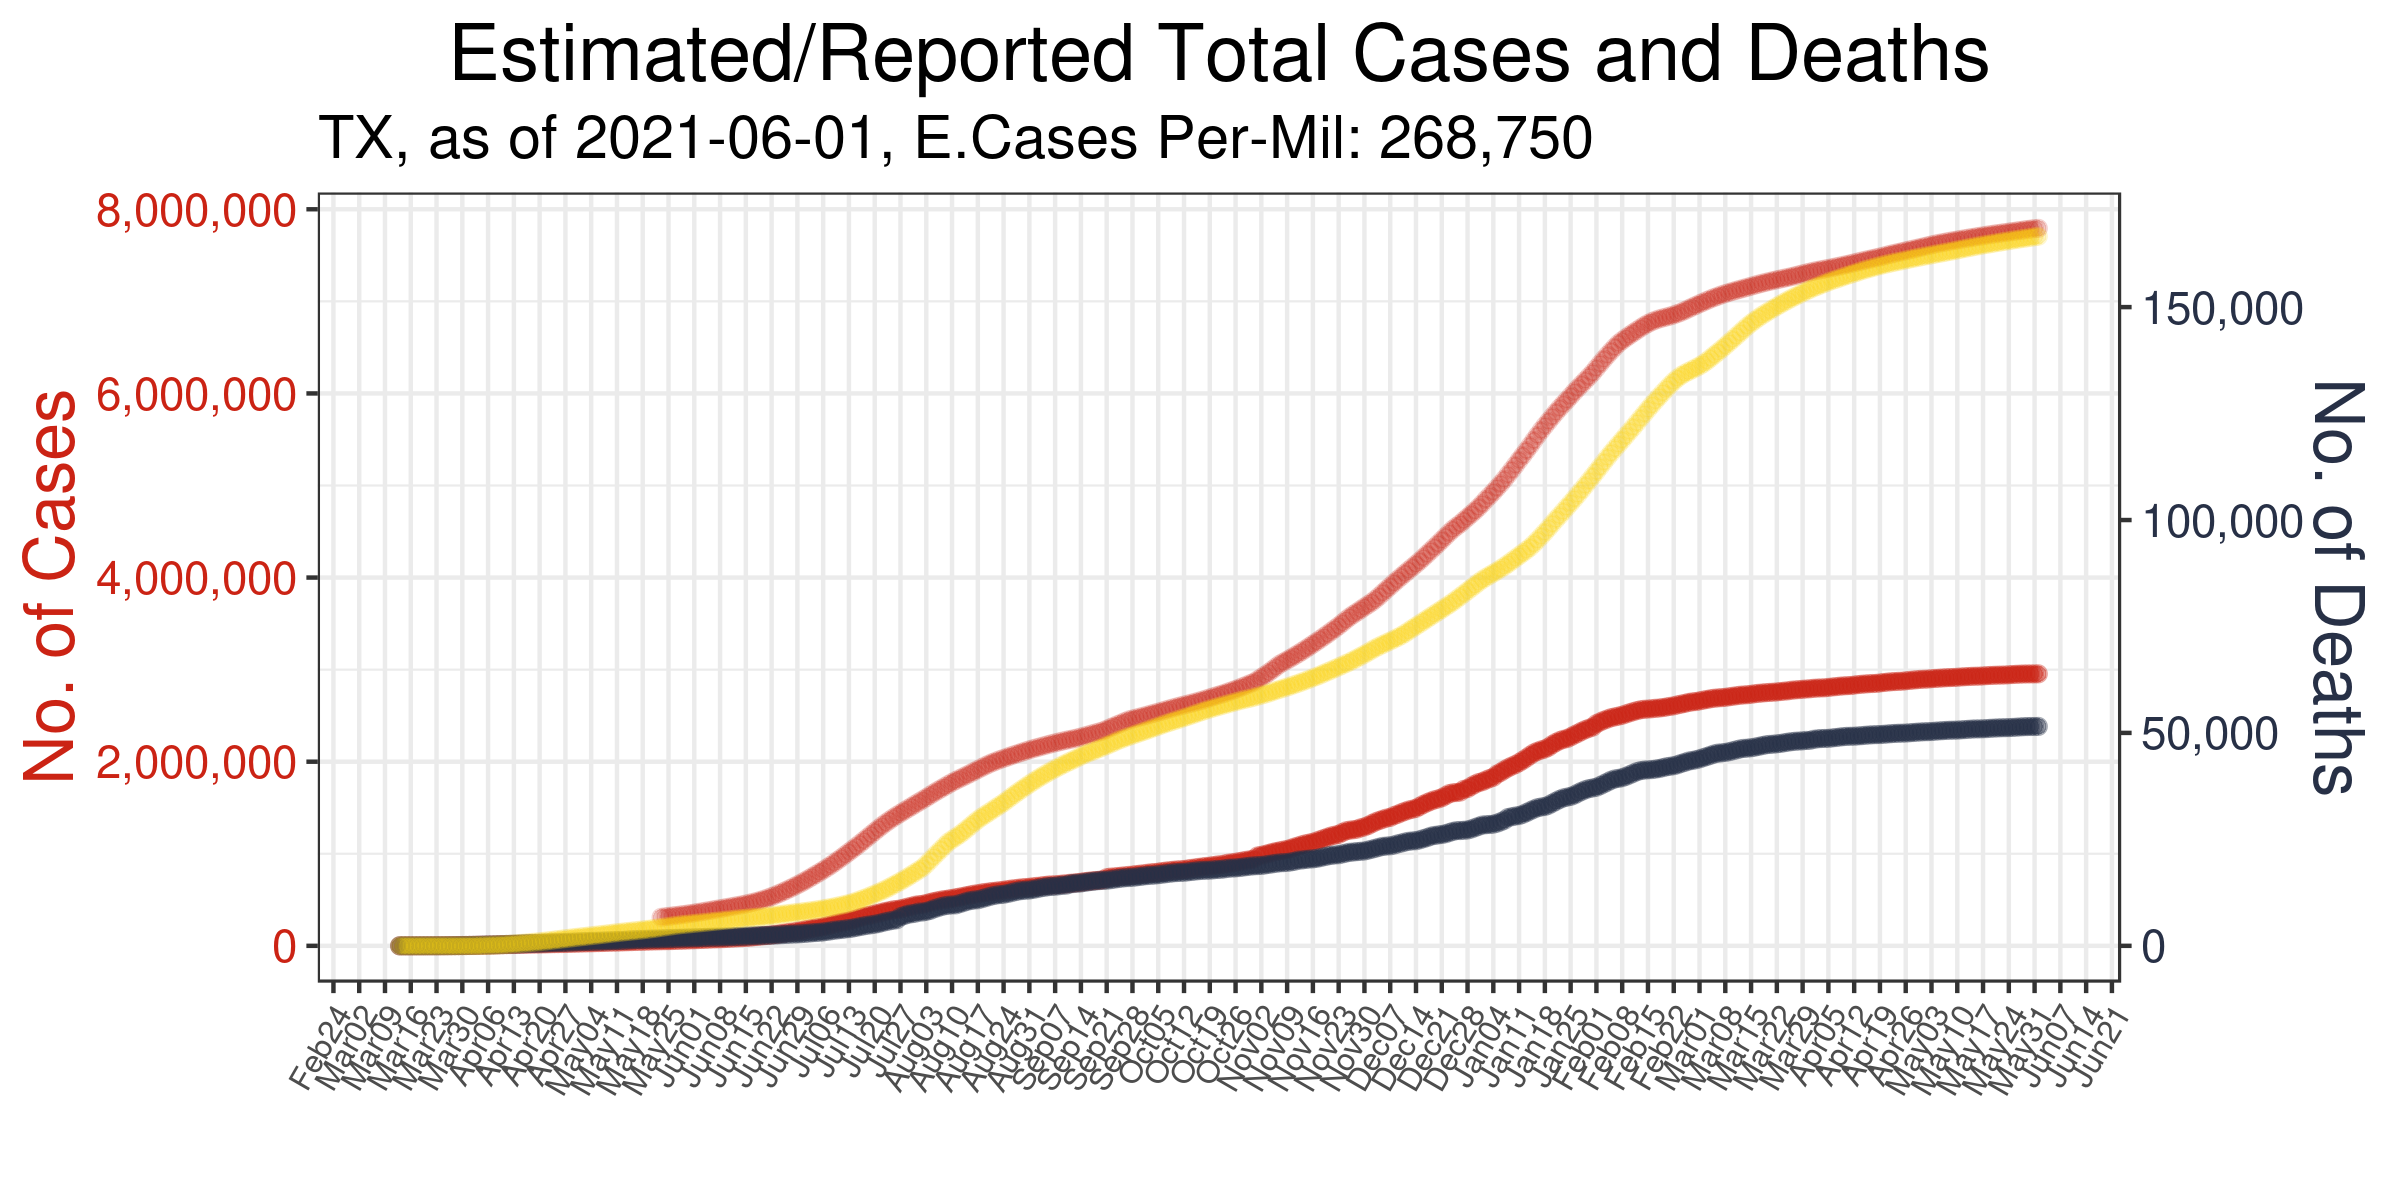 Estimated/Reported Total Cases and Deaths
TX, as of 2021-06-01, E.Cases Per-Mil: 268,750
No. of Cases
8,000,000
6,000,000
4,000,000
2,000,000
0
150,000
100,000
50,000
0
No. of Deaths
Feb24
Mar02
Mar09
Mar16
Mar23
Mar30
Apr06
Apr13
Apr20
Apr27
May04
May11
May18
May25
Jun01
Jun08
Jun15
Jun22
Jun29
Jul06
Jul13
Jul20
Jul27
Aug03
Aug10
Aug17
Aug24
Aug31
Sep07
Sep14
Sep21
Sep28
Oct05
Oct12
Oct19
Oct26
Nov02
Nov09
Nov16
Nov23
Nov30
Dec07
Dec14
Dec21
Dec28
Jan04
Jan11
Jan18
Jan25
Feb01
Feb08
Feb15
Feb22
Mar01
Mar08
Mar15
Mar22
Mar29
Apr05
Apr12
Apr19
Apr26
May03
May10
May17
May24
May31
Jun07
Jun14
Jun21